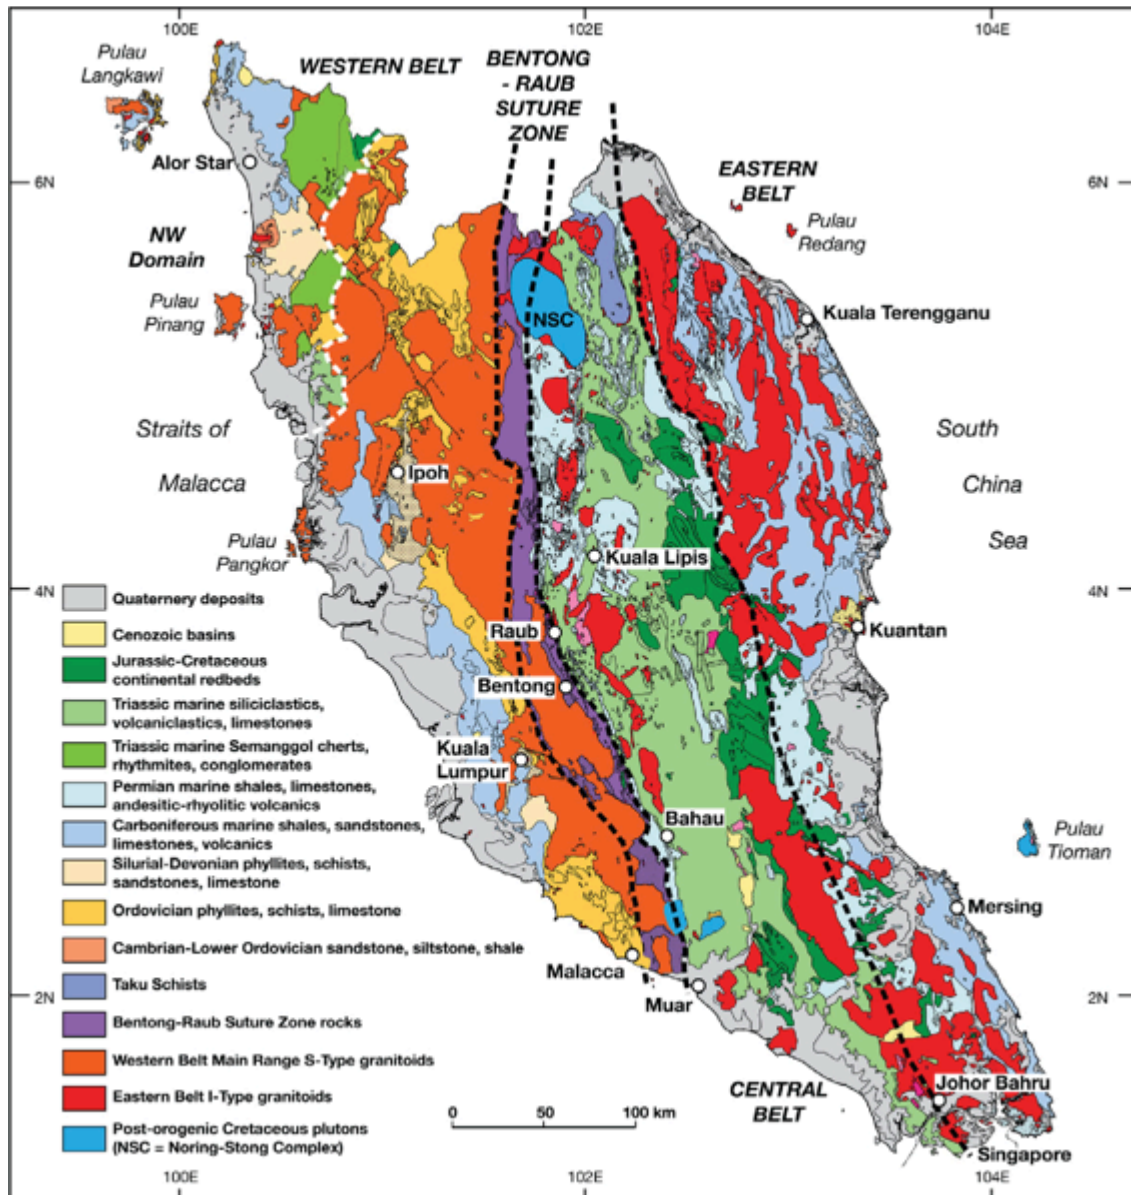 100E
102E
104E
Pulau
Langkawi
WESTERN BELT
BENTONG
- RAUB
SUTURE
ZONE
Alor Star
6N
EASTERN
BELT
6N
Pulau
Redang
NW
Domain
Pulau
Pinang
NSC
Kuala Terengganu
Straits of
Malacca
South
China
Sea
Ipoh
Pulau
Pangkor
Kuala Lipis
4N
4N
Raub
Kuantan
Bentong
Kuala
Lumpur
Bahau
Pulau
Tioman
Mersing
Malacca
Muar
2N
2N
CENTRAL
BELT
Johor Bahru
Singapore
Quaternery deposits
Cenozoic basins
Jurassic-Cretaceous
continental redbeds
Triassic marine siliciclastics,
volcaniclastics, limestones
Triassic marine Semanggol cherts,
rhythmites, conglomerates
Permian marine shales, limestones,
andesitic-rhyolitic volcanics
Carboniferous marine shales, sandstones,
limestones, volcanics
Silurial-Devonian phyllites, schists,
sandstones, limestone
Ordovician phyllites, schists, limestone
Cambrian-Lower Ordovician sandstone, siltstone, shale
Taku Schists
Bentong-Raub Suture Zone rocks
Western Belt Main Range S-Type granitoids
Eastern Belt I-Type granitoids
Post-orogenic Cretaceous plutons
(NSC = Noring-Stong Complex)
0 50 100 km
100E
102E
104E